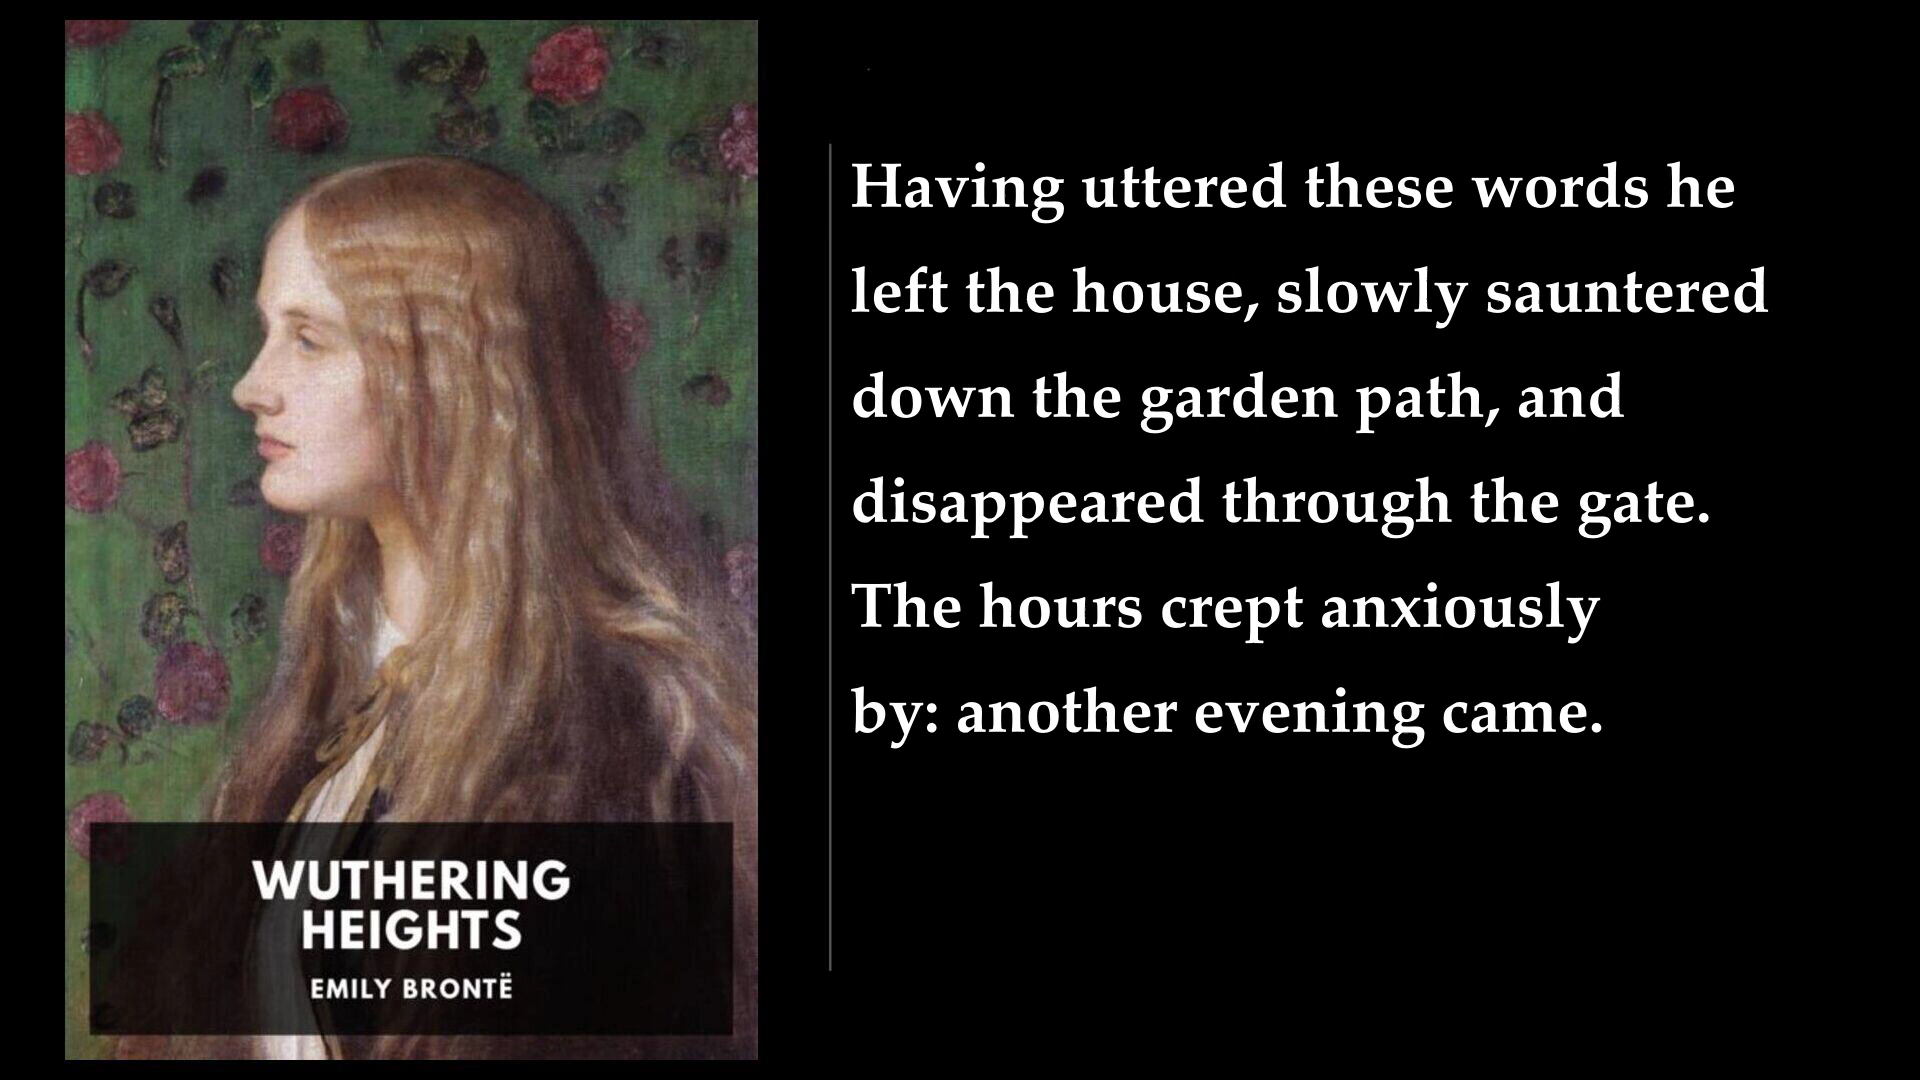 WUTHERING
HEIGHTS
EMILY BRONTË
Having uttered these words he
left the house, slowly sauntered
down the garden path, and
disappeared through the gate.
The hours crept anxiously
by: another evening came.